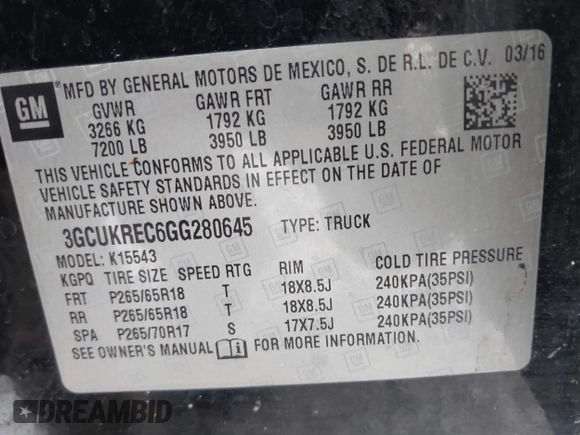 GM
MFD BY GENERAL MOTORS DE MEXICO, S. DE R.L. DE C.V. 03/16
GVWR GAWR FRT GAWR RR
3266 KG 1792 KG 1792 KG
7200 LB 3950 LB 3950 LB
THIS VEHICLE CONFORMS TO ALL APPLICABLE U.S. FEDERAL MOTOR
VEHICLE SAFETY STANDARDS IN EFFECT ON THE DATE OF
MANUFACTURE SHOWN ABOVE.
3GCUKREC6GG280645 TYPE: TRUCK
MODEL: K15543
KGPQ TIRE SIZE SPEED RTG RIM COLD TIRE PRESSURE
FRT P265/65R18 T 18X8.5J 240KPA(35PSI)
RR P265/65R18 T 18X8.5J 240KPA(35PSI)
SPA P265/70R17 S 17X7.5J 240KPA(35PSI)
SEE OWNER'S MANUAL FOR MORE INFORMATION.
DREAMBID